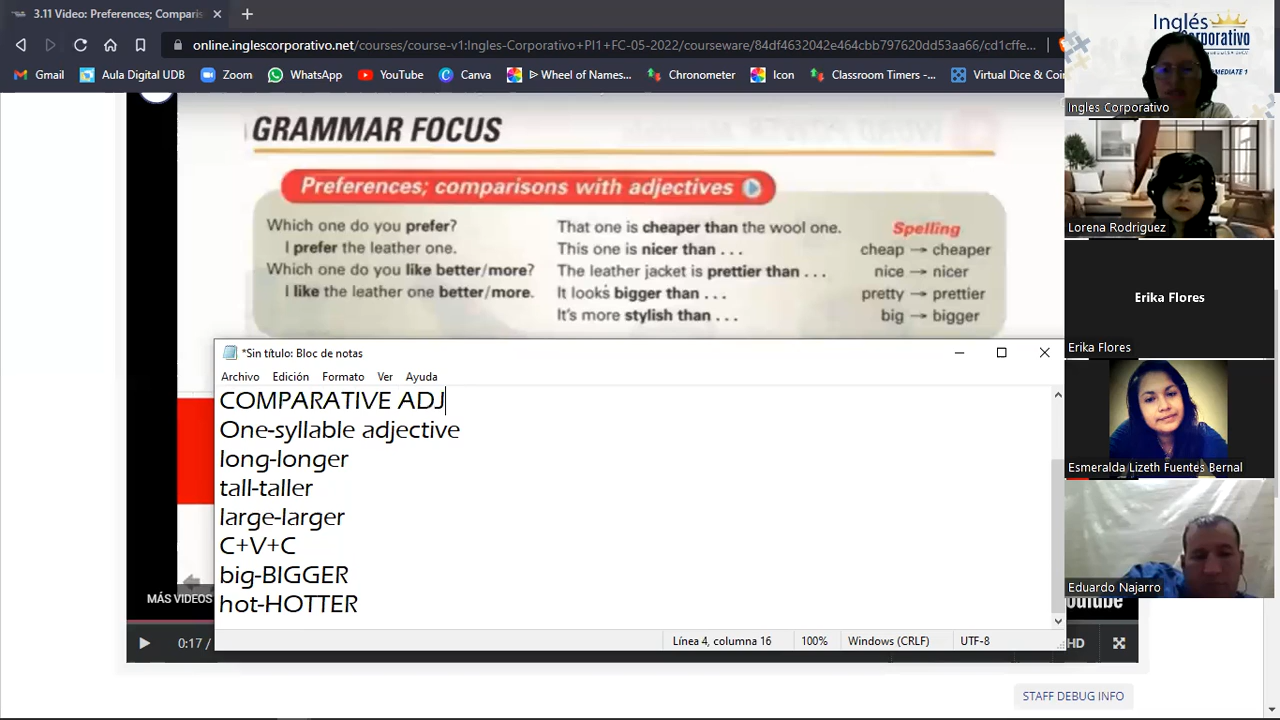 3.11 Video: Preferences; Comparis
online.inglescorporativo.net/courses/course-v1:Ingles-Corporativo+PI1+FC-05-2022/courseware/84df4632042e464cbb797620dd53aa66/cd1cffe...
Gmail
Aula Digital UDB
Zoom
WhatsApp
YouTube
Canva
Wheel of Names...
Chronometer
Icon
Classroom Timers -...
Virtual Dice & Coin
GRAMMAR FOCUS
Preferences; comparisons with adjectives
Which one do you prefer?
I prefer the leather one.
Which one do you like better/more?
I like the leather one better/more.
That one is cheaper than the wool one.
This one is nicer than . . .
The leather jacket is prettier than . . .
It looks bigger than . . .
It's more stylish than . . .
Spelling
cheap → cheaper
nice → nicer
pretty → prettier
big → bigger
*Sin título: Bloc de notas
Archivo Edición Formato Ver Ayuda
COMPARATIVE ADJ
One-syllable adjective
long-longer
tall-taller
large-larger
C+V+C
big-BIGGER
hot-HOTTER
Línea 4, columna 16 100% Windows (CRLF) UTF-8
MÁS VIDEOS
0:17 /
HD
STAFF DEBUG INFO
Inglés
Corporativo
Ingles Corporativo
Lorena Rodriguez
Erika Flores
Erika Flores
Esmeralda Lizeth Fuentes Bernal
Eduardo Najarro